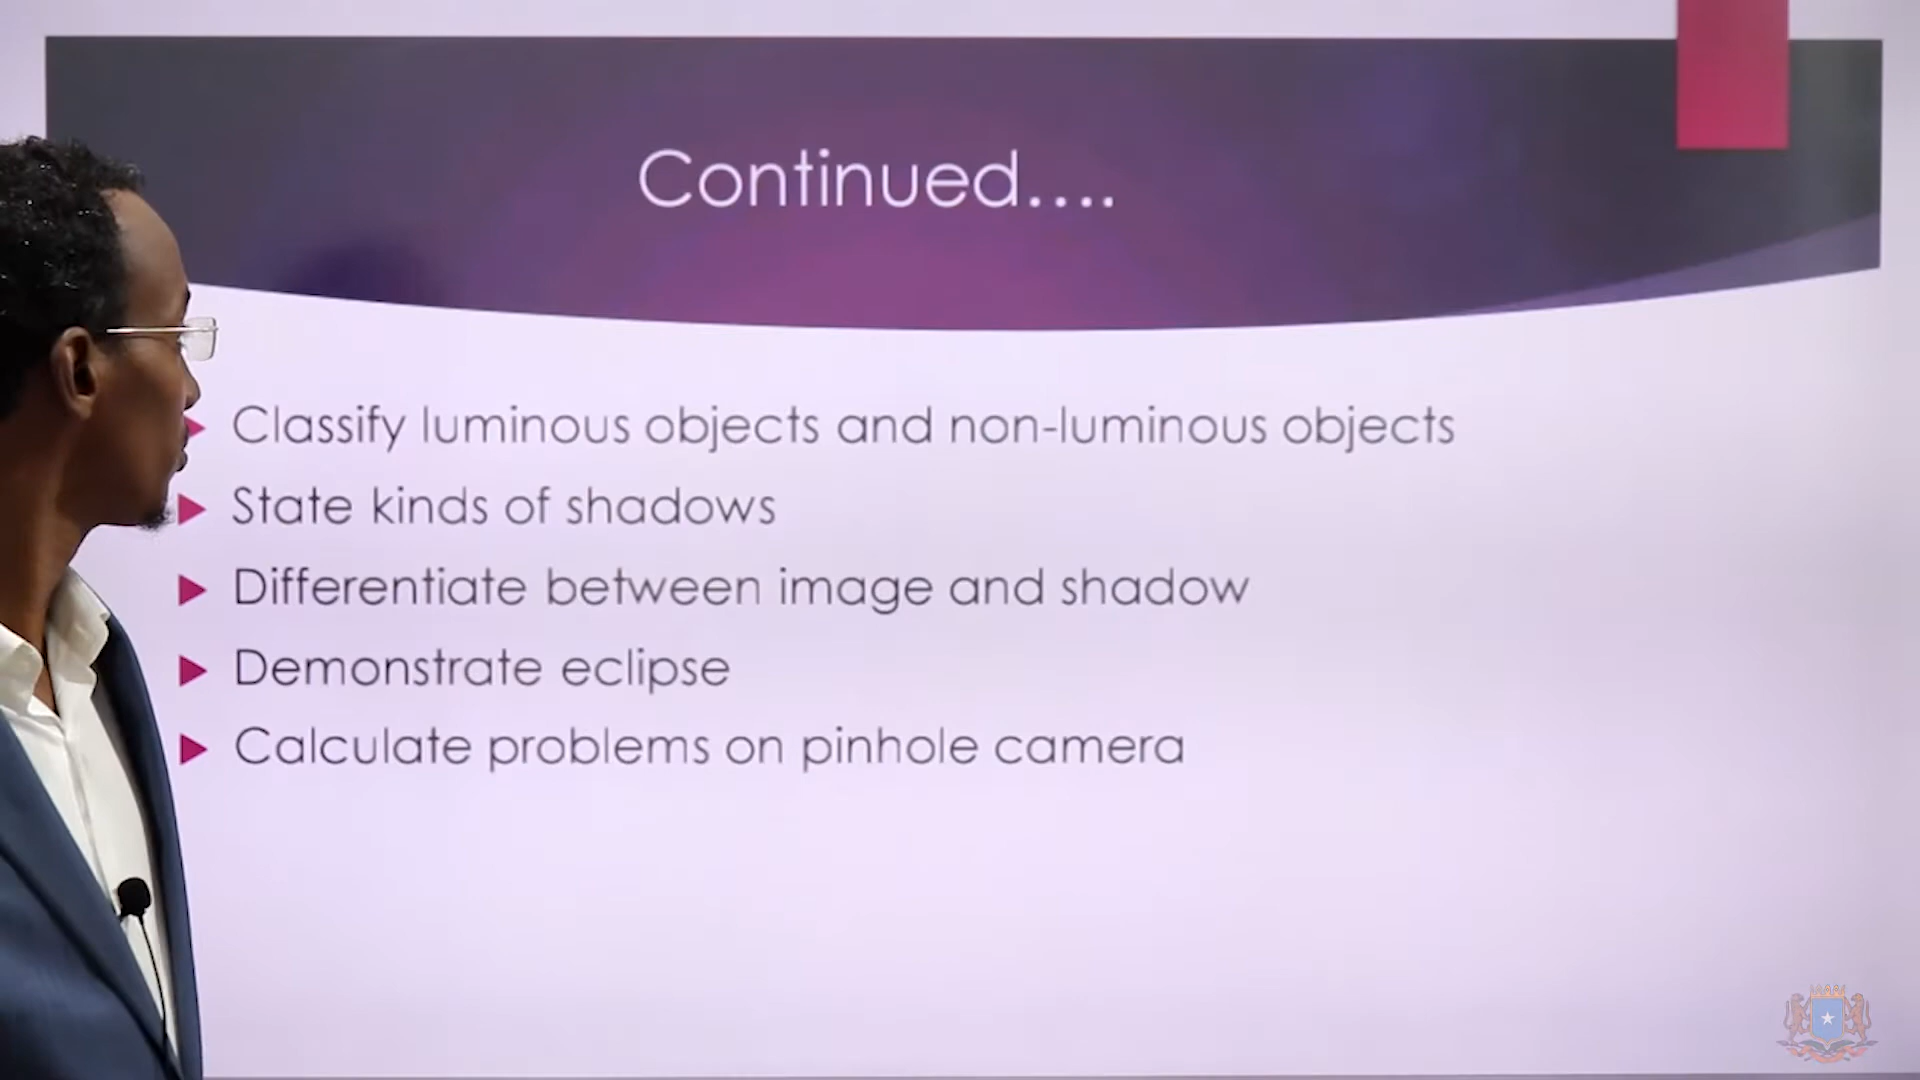 Continued....
Classify luminous objects and non-luminous objects
State kinds of shadows
Differentiate between image and shadow
Demonstrate eclipse
Calculate problems on pinhole camera